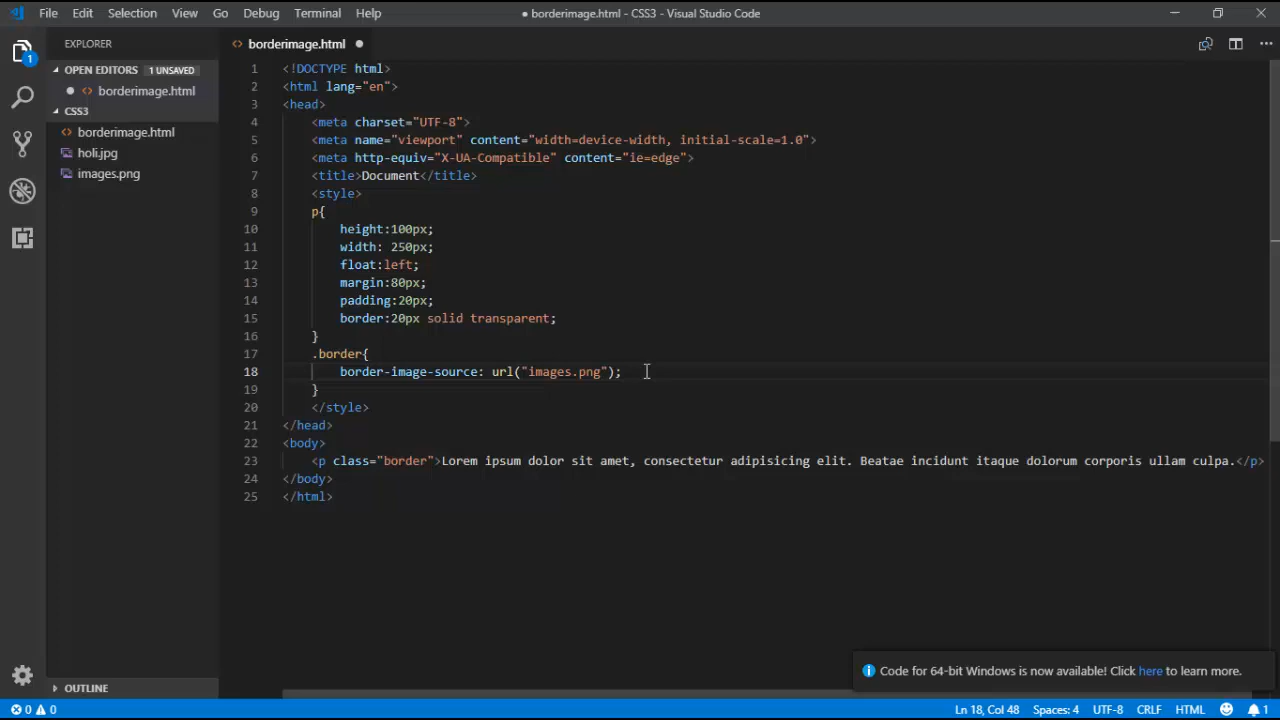 File Edit Selection View Go Debug Terminal Help
● borderimage.html - CSS3 - Visual Studio Code
EXPLORER
OPEN EDITORS 1 UNSAVED
● <> borderimage.html
CSS3
<> borderimage.html
holi.jpg
images.png
OUTLINE
1
<> borderimage.html ●
1 <!DOCTYPE html>
2 <html lang="en">
3 <head>
4 <meta charset="UTF-8">
5 <meta name="viewport" content="width=device-width, initial-scale=1.0">
6 <meta http-equiv="X-UA-Compatible" content="ie=edge">
7 <title>Document</title>
8 <style>
9 p{
10 height:100px;
11 width: 250px;
12 float:left;
13 margin:80px;
14 padding:20px;
15 border:20px solid transparent;
16 }
17 .border{
18 border-image-source: url("images.png");
19 }
20 </style>
21 </head>
22 <body>
23 <p class="border">Lorem ipsum dolor sit amet, consectetur adipisicing elit. Beatae incidunt itaque dolorum corporis ullam culpa.</p>
24 </body>
25 </html>
Code for 64-bit Windows is now available! Click here to learn more.
0 0 Ln 18, Col 48 Spaces: 4 UTF-8 CRLF HTML 1